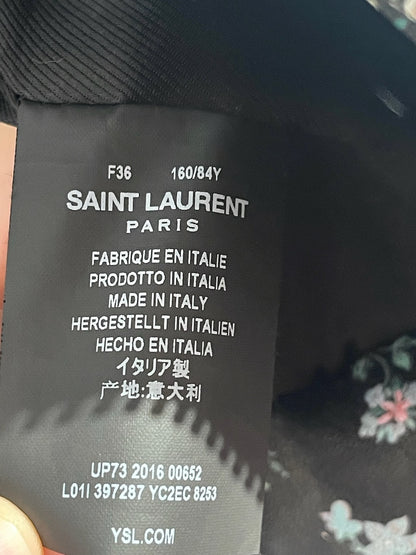 F36 160/84Y
SAINT LAURENT
PARIS
FABRIQUE EN ITALIE
PRODOTTO IN ITALIA
MADE IN ITALY
HERGESTELLT IN ITALIEN
HECHO EN ITALIA
イタリア製
产地:意大利
UP73 2016 00652
L01I 397287 YC2EC 8253
YSL.COM